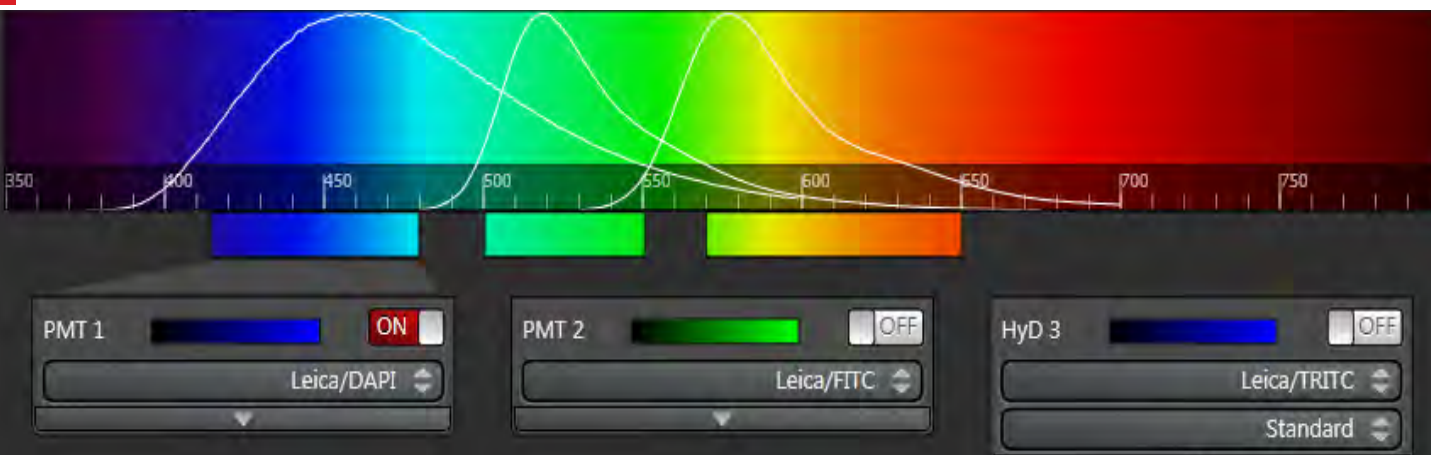 350 400 450 500 550 600 650 700 750
PMT 1 ON
Leica/DAPI
PMT 2 OFF
Leica/FITC
HyD 3 OFF
Leica/TRITC
Standard